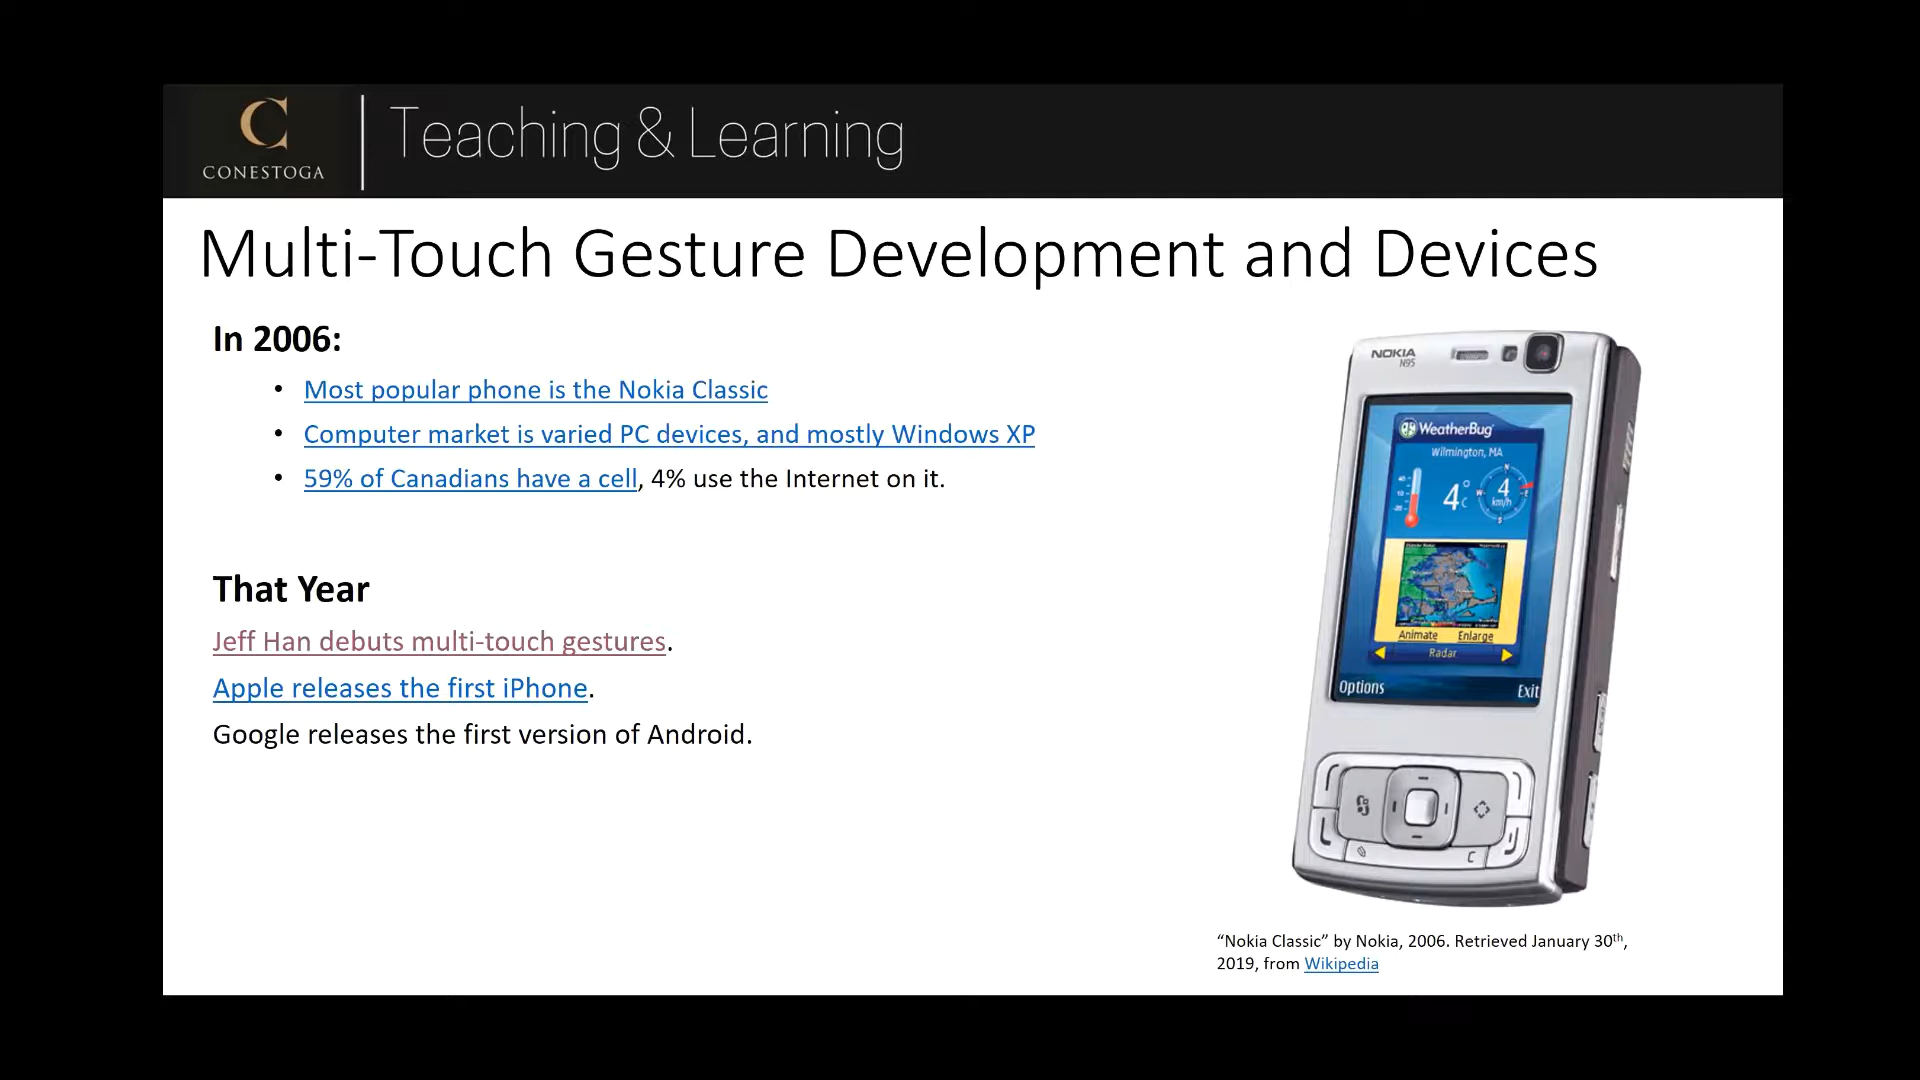 C
CONESTOGA
Teaching & Learning
Multi-Touch Gesture Development and Devices
In 2006:
• Most popular phone is the Nokia Classic
• Computer market is varied PC devices, and mostly Windows XP
• 59% of Canadians have a cell, 4% use the Internet on it.
That Year
Jeff Han debuts multi-touch gestures.
Apple releases the first iPhone.
Google releases the first version of Android.
NOKIA
N95
WeatherBug
Wilmington, MA
4°C
4
km/h
N
W E
S
Animate Enlarge
Radar
Options Exit
C
“Nokia Classic” by Nokia, 2006. Retrieved January 30th,
2019, from Wikipedia